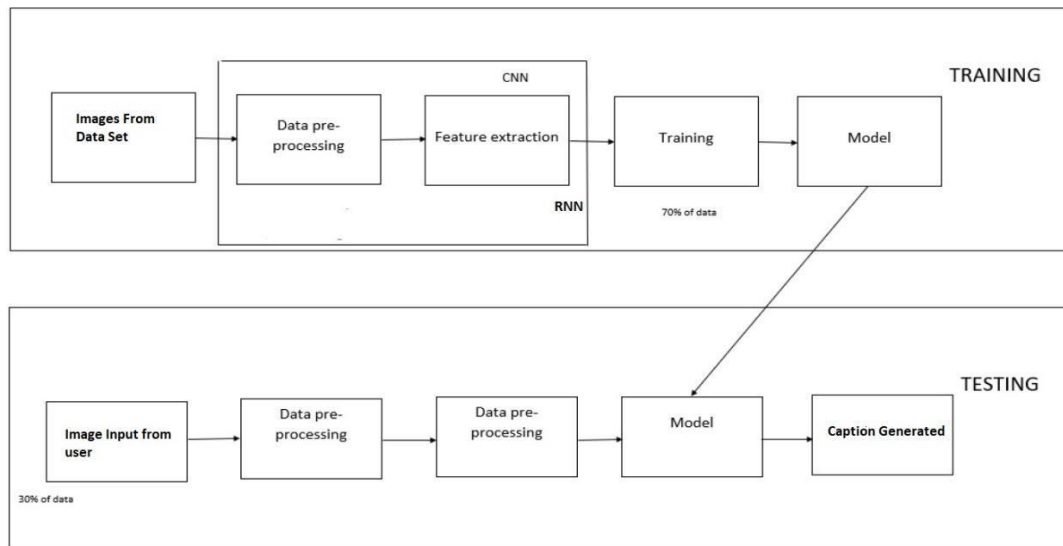 TRAINING
CNN
Images From
Data Set
Data pre-
processing
Feature extraction
Training
Model
RNN
70% of data
TESTING
Image Input from
user
Data pre-
processing
Data pre-
processing
Model
Caption Generated
30% of data